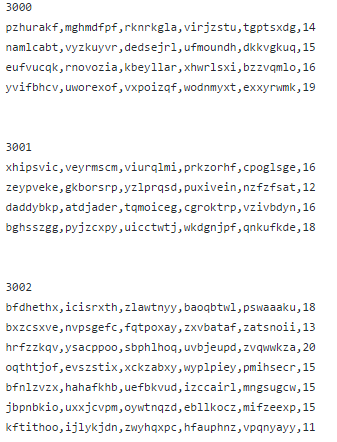 3000
pzhurakf,mghmdfpf,rknrkgla,virjzstu,tgptsxdg,14
namlcabt,vyzkuyvr,dedsejrl,ufmoundh,dkkvgkuq,15
eufvucqk,rnovozia,kbeyllar,xhwrlsxi,bzzvqmlo,16
yvifbhcv,uworexof,vxpoizqf,wodnmyxt,exxyrwmk,19
3001
xhipsvic,veyrmscm,viurqlmi,prkzorhf,cpoglsge,16
zeypveke,gkborsrp,yzlprqsd,puxivein,nzfzfsat,12
daddybkp,atdjader,tqmoiceg,cgroktrp,vzivbdyn,16
bghsszgg,pyjzcxpy,uicctwtj,wkdgnjpf,qnkufkde,18
3002
bfdhethx,icisrxth,zlawtnyy,baoqbtwl,pswaaaku,18
bxzcsxve,nvpsgefc,fqtpoxay,zxvbataf,zatsnoii,13
hrfzzkqv,ysacppoo,sbphlhoq,uvbjeupd,zvqwwkza,20
oqthtjof,evszstix,xckzabxy,wyplpiey,pmihsecr,15
bfnlzvzx,hahafkhb,uefbkvud,izccairl,mngsugcw,15
jbpnbkio,uxxjcvpm,oywtnqzd,ebllkocz,mifzeexp,15
kftithoo,ijlykjdn,zwyhqxpc,hfauphnz,vpqnyayy,11